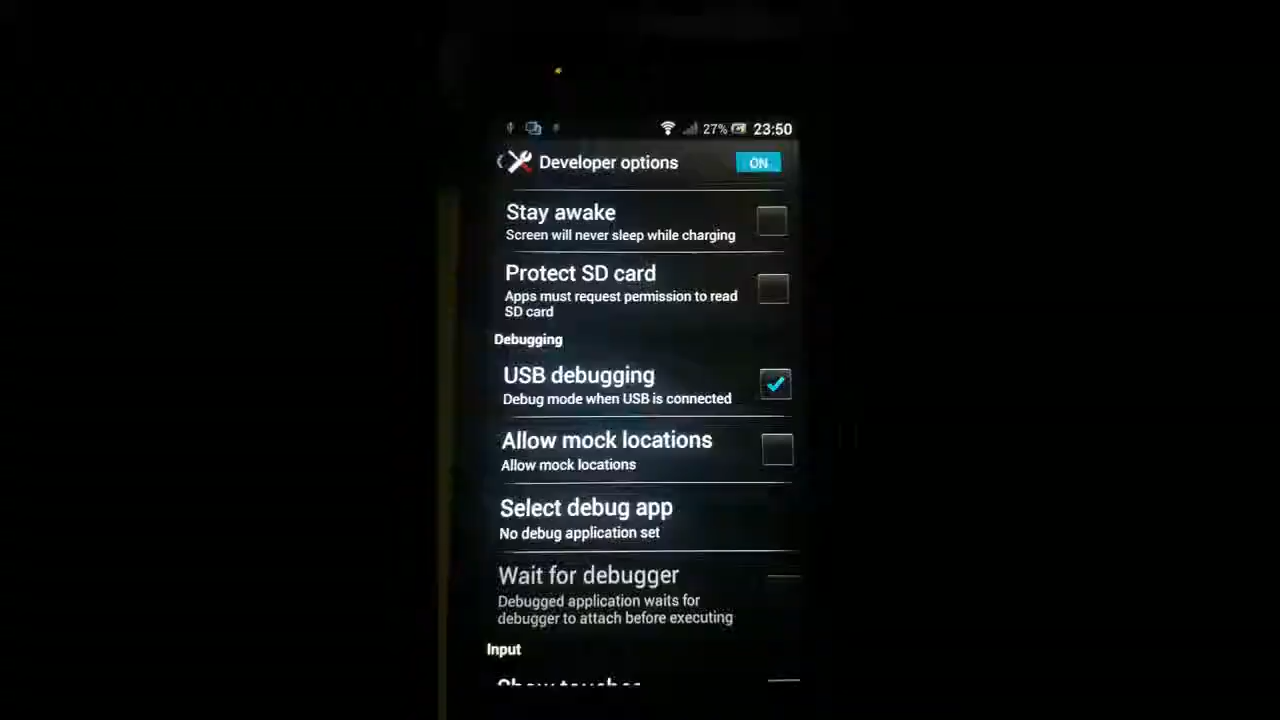 27% 23:50
Developer options ON
Stay awake
Screen will never sleep while charging
Protect SD card
Apps must request permission to read
SD card
Debugging
USB debugging
Debug mode when USB is connected
Allow mock locations
Allow mock locations
Select debug app
No debug application set
Wait for debugger
Debugged application waits for
debugger to attach before executing
Input
Show touches